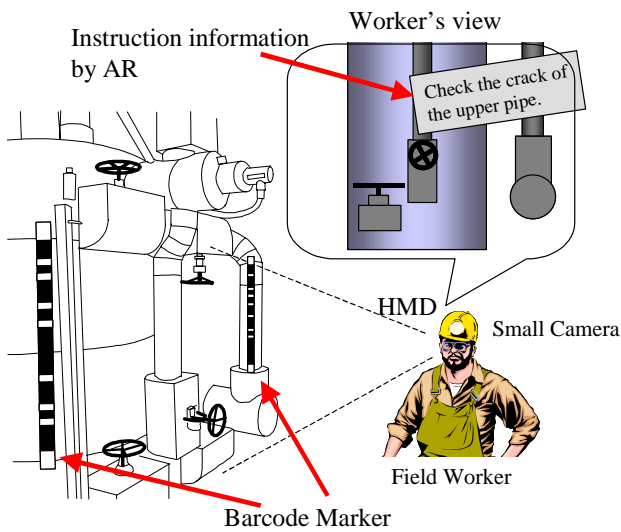 Worker's view
Instruction information
by AR
Check the crack of
the upper pipe.
HMD
Small Camera
Field Worker
Barcode Marker